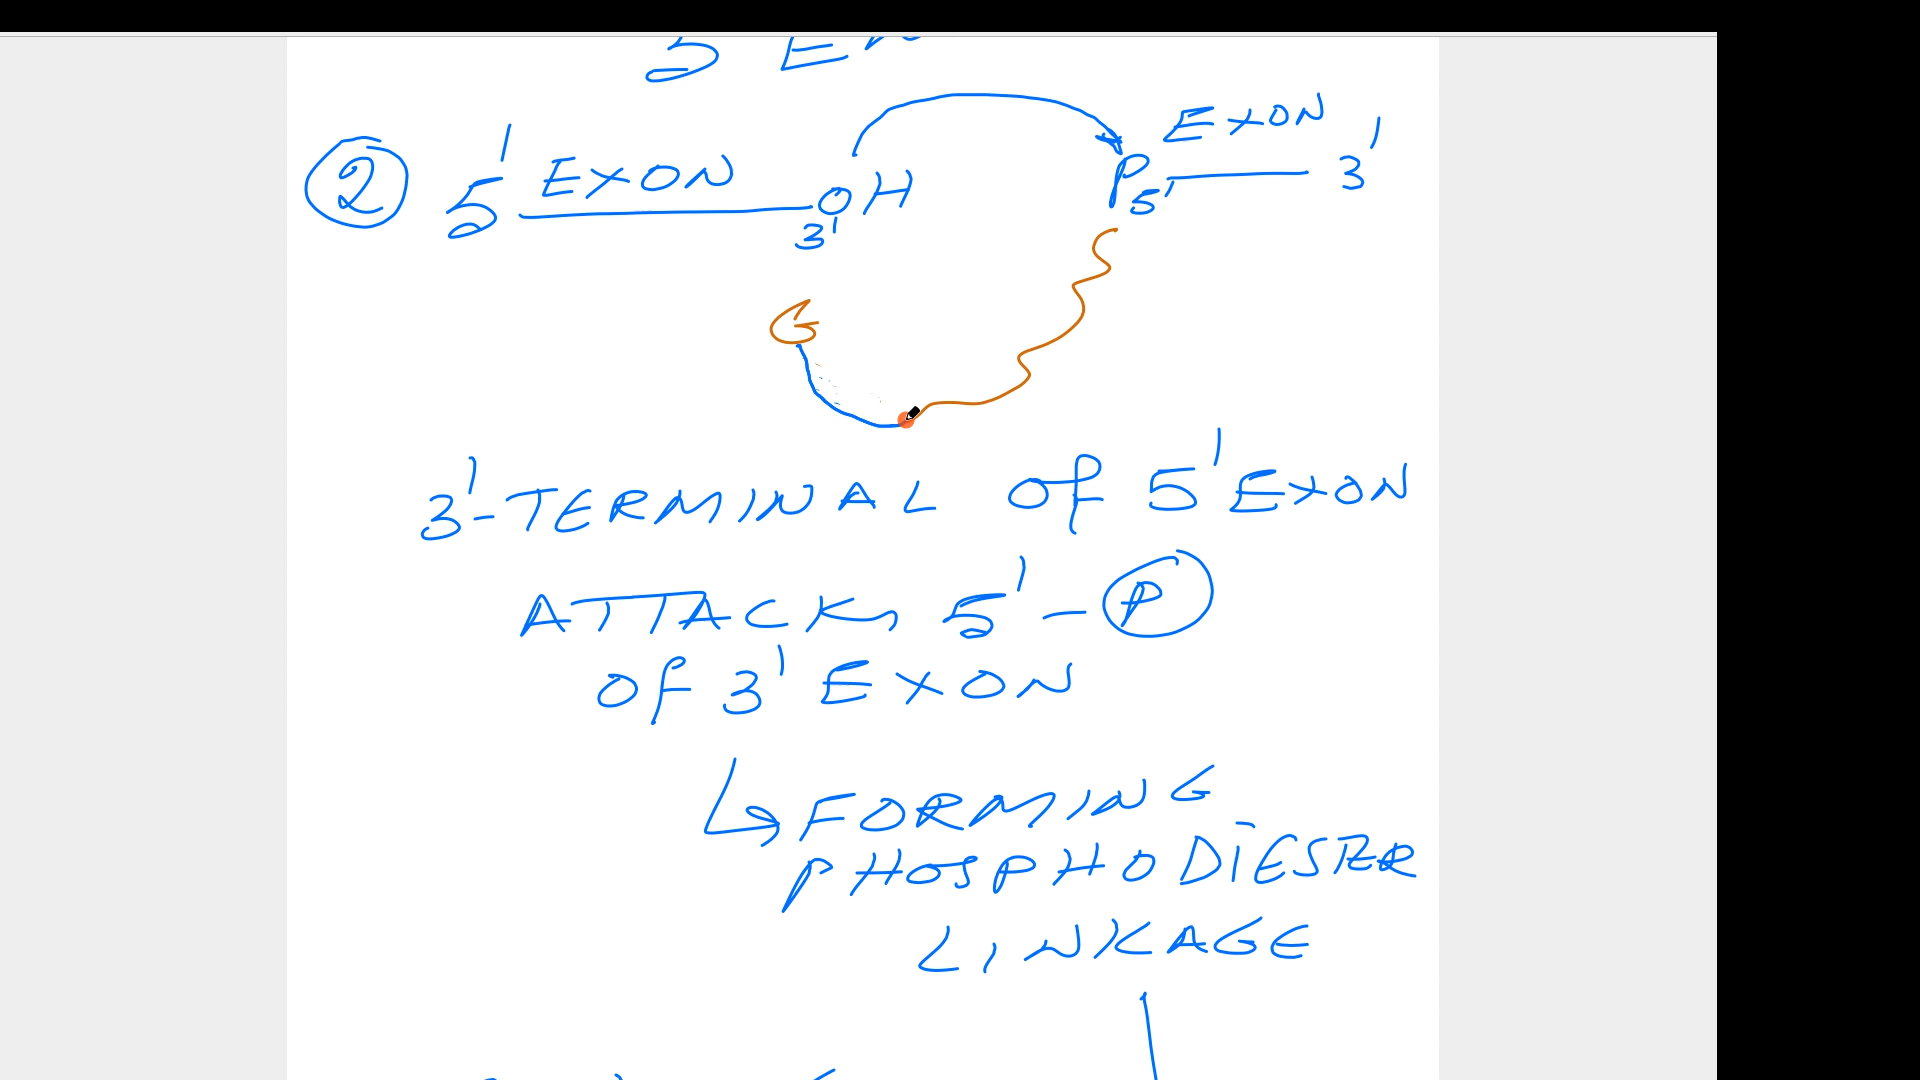 ② 5' EXON OH 3' P 5' EXON 3'
G
3'-TERMINAL OF 5' EXON
ATTACKS 5'-Ⓟ
OF 3' EXON
↳ FORMING
PHOSPHODIESTER
LINKAGE